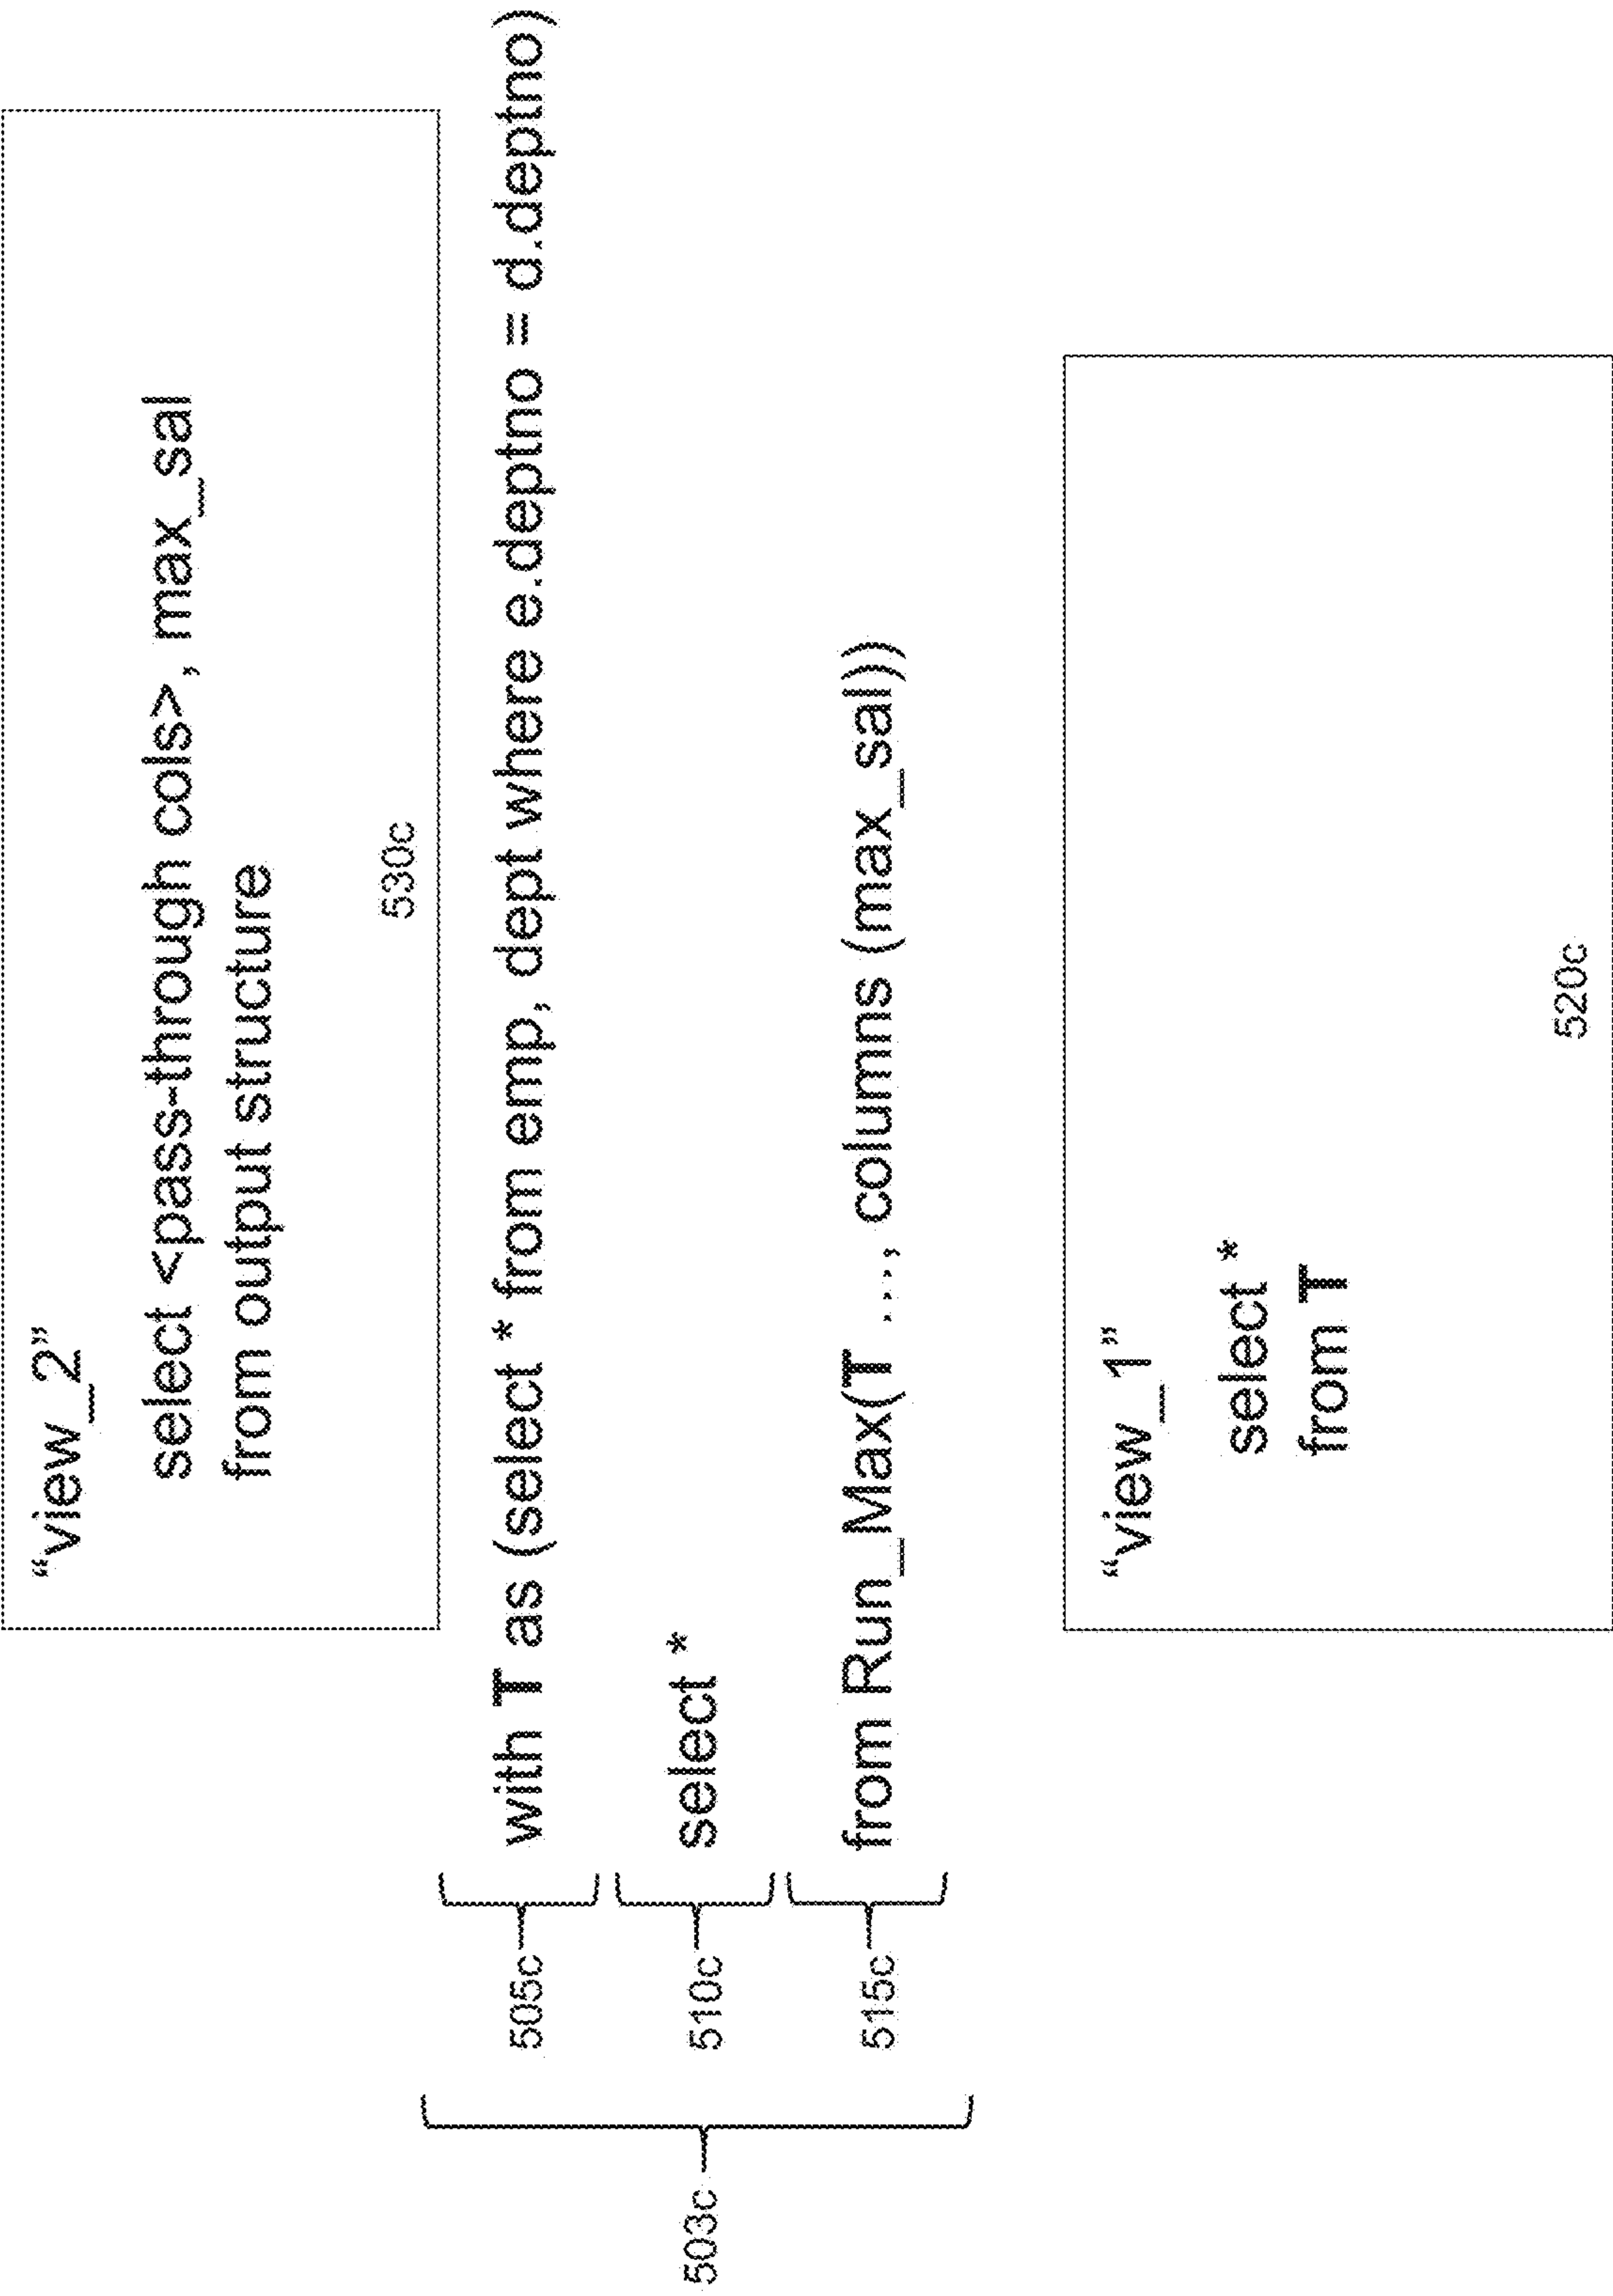 “view_2”
select <pass-through cols>, max_sal
from output structure
530c
503c
505c
with T as (select * from emp, dept where e.deptno = d.deptno)
510c
select *
515c
from Run_Max(T ..., columns (max_sal))
“view_1”
select *
from T
520c